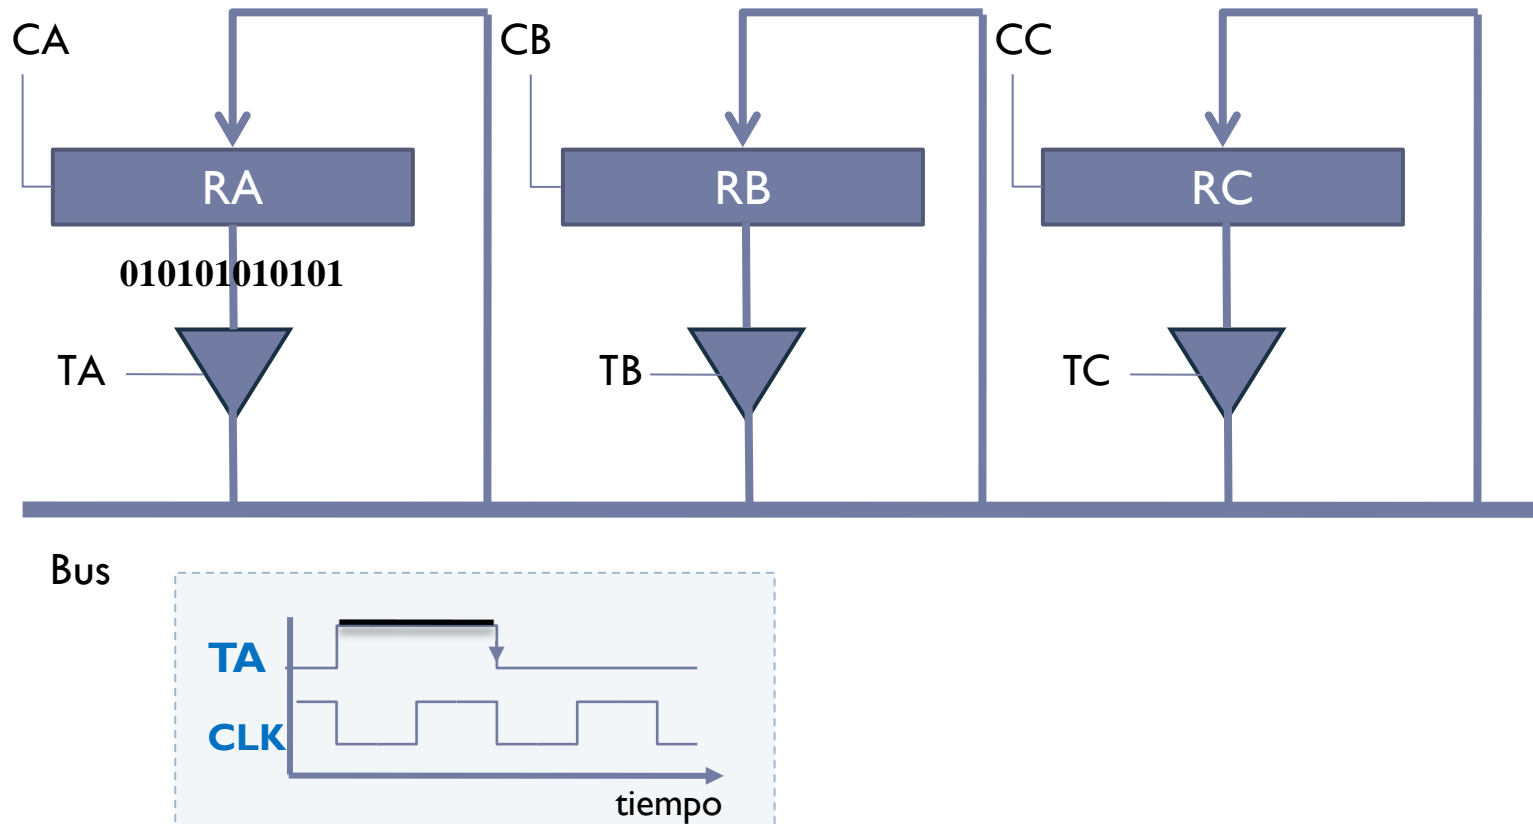 CA CB CC
RA RB RC
010101010101
TA TB TC
Bus
TA
CLK
tiempo